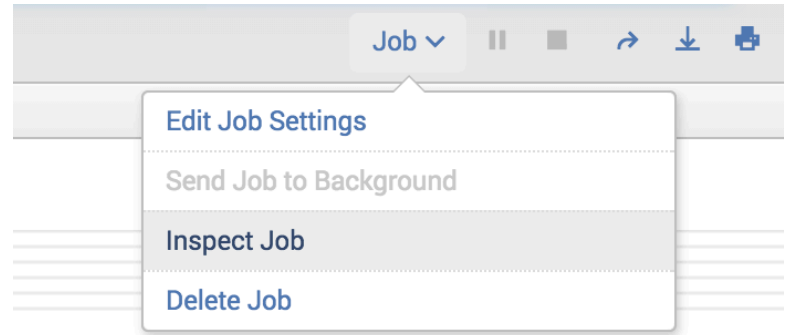 Job
Edit Job Settings
Send Job to Background
Inspect Job
Delete Job